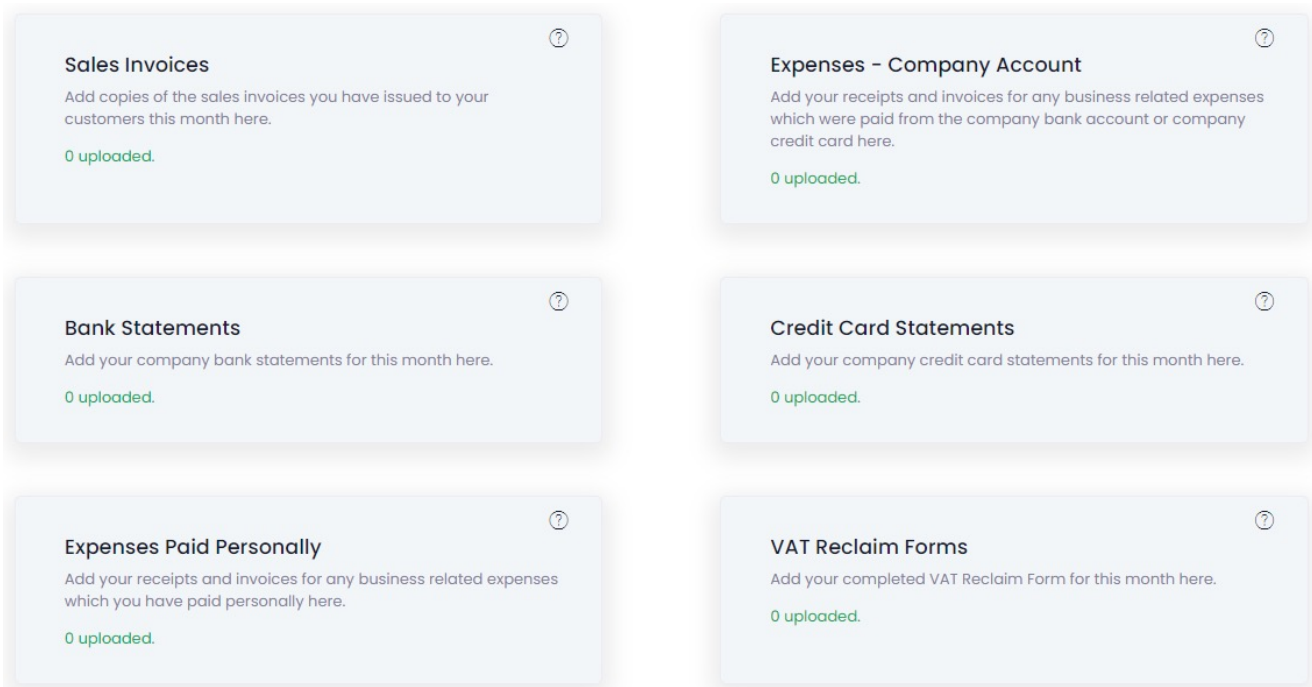 Sales Invoices
Add copies of the sales invoices you have issued to your
customers this month here.
0 uploaded.
Expenses - Company Account
Add your receipts and invoices for any business related expenses
which were paid from the company bank account or company
credit card here.
0 uploaded.
Bank Statements
Add your company bank statements for this month here.
0 uploaded.
Credit Card Statements
Add your company credit card statements for this month here.
0 uploaded.
Expenses Paid Personally
Add your receipts and invoices for any business related expenses
which you have paid personally here.
0 uploaded.
VAT Reclaim Forms
Add your completed VAT Reclaim Form for this month here.
0 uploaded.